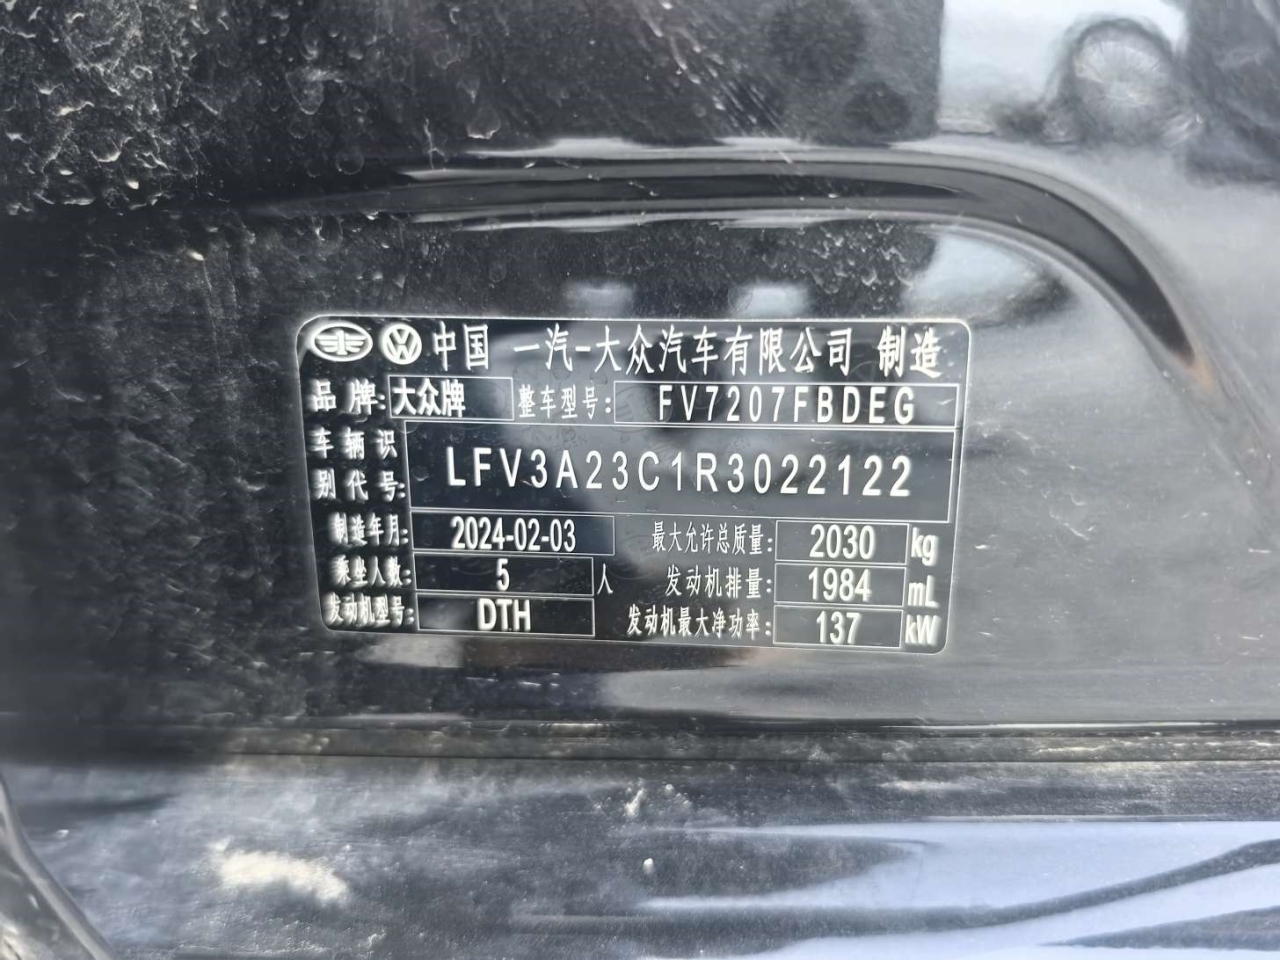 中国 一汽-大众汽车有限公司 制造
品牌: 大众牌 整车型号: FV7207FBDEG
车辆识别代号: LFV3A23C1R3022122
制造年月: 2024-02-03 最大允许总质量: 2030 kg
乘坐人数: 5 人 发动机排量: 1984 mL
发动机型号: DTH 发动机最大净功率: 137 kW